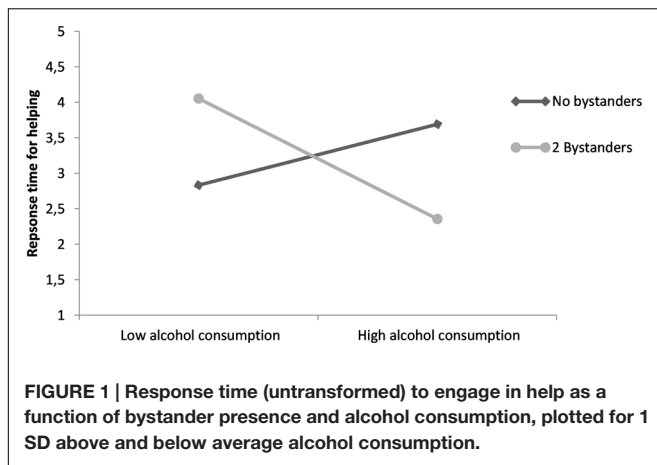 5
4,5
4
3,5
3
2,5
2
1,5
1
Repsonse time for helping
Low alcohol consumption
High alcohol consumption
No bystanders
2 Bystanders
FIGURE 1 | Response time (untransformed) to engage in help as a
function of bystander presence and alcohol consumption, plotted for 1
SD above and below average alcohol consumption.